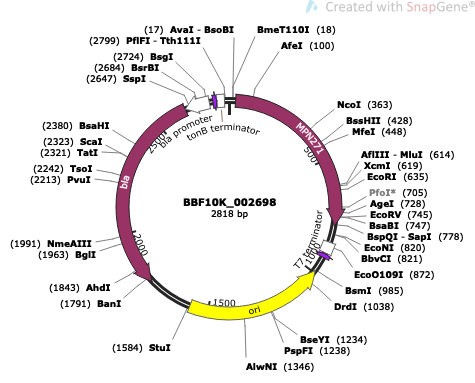 Created with SnapGene®
(17) AvaI - BsoBI
BmeT110I (18)
(2799) PflFI - Tth111I
AfeI (100)
(2724) BsgI
(2684) BsrBI
(2647) SspI
bla promoter
tonB terminator
NcoI (363)
BssHII (428)
MfeI (448)
MPN271
500
2500
(2380) BsaHI
(2323) ScaI
(2321) TatI
(2242) TsoI
(2213) PvuI
bla
AflIII - MluI (614)
XcmI (619)
EcoRI (635)
PfoI* (705)
AgeI (728)
EcoRV (745)
BsaBI (747)
BspQI - SapI (778)
EcoNI (820)
BbvCI (821)
EcoO109I (872)
BBF10K_002698
2818 bp
T7 terminator
1000
2000
(1991) NmeAIII
(1963) BglI
(1843) AhdI
(1791) BanI
BsmI (985)
DrdI (1038)
1500
ori
(1584) StuI
BseYI (1234)
PspFI (1238)
AlwNI (1346)